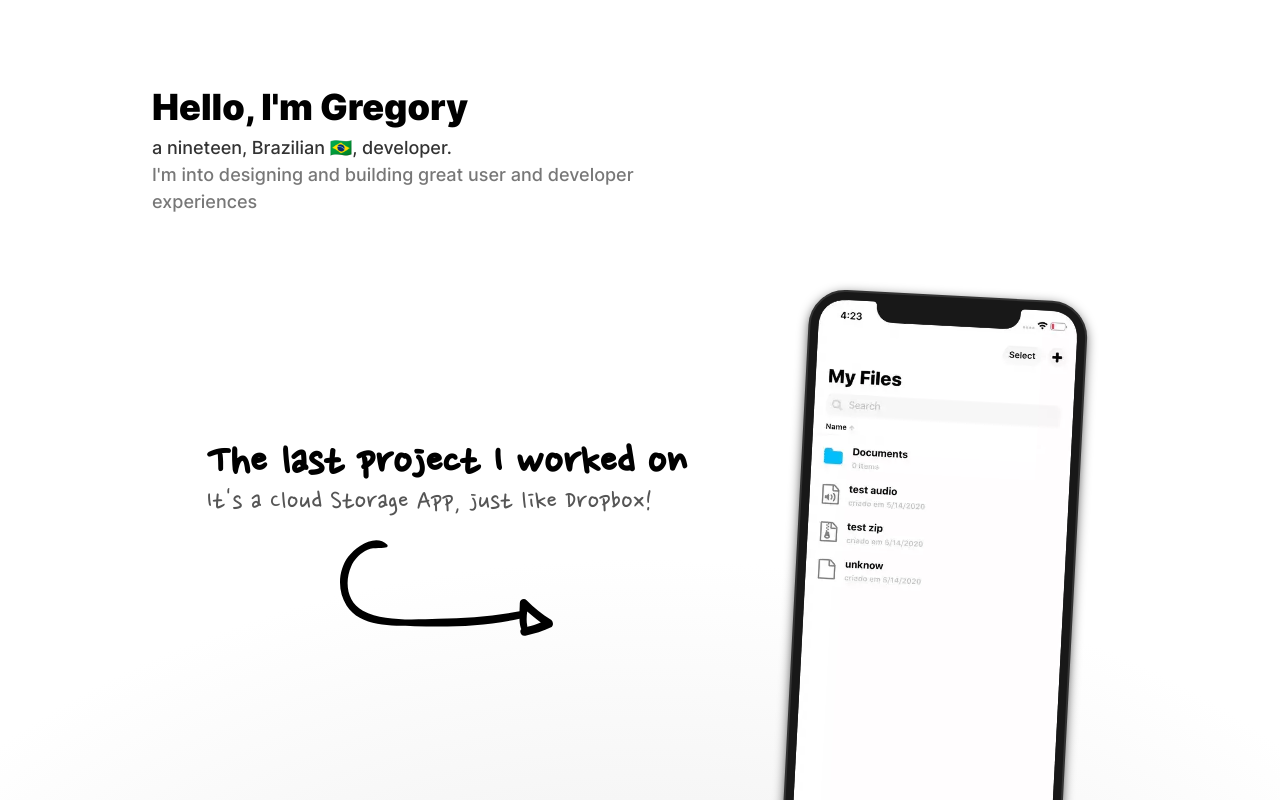 Hello, I'm Gregory
a nineteen, Brazilian 🇧🇷, developer.
I'm into designing and building great user and developer
experiences
The last project I worked on
It's a cloud Storage App, just like Dropbox!
4:23
Select
My Files
Search
Name
Documents
0 items
test audio
criado em 5/14/2020
test zip
criado em 5/14/2020
unknow
criado em 5/14/2020